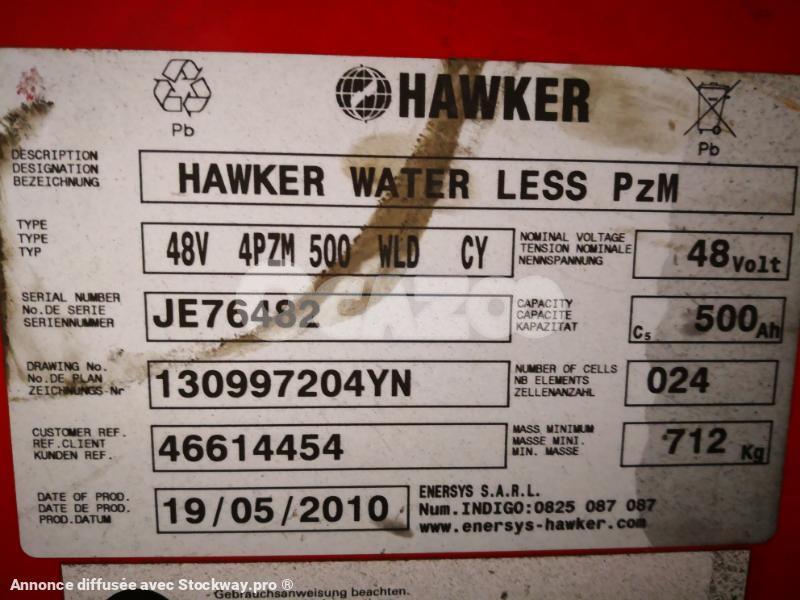 HAWKER
Pb
Pb
DESCRIPTION
DESIGNATION
BEZEICHNUNG
HAWKER WATER LESS PzM
TYPE
TYPE
TYP
48V 4PZM 500 WLD CY
NOMINAL VOLTAGE
TENSION NOMINALE
NENNSPANNUNG
48 Volt
SERIAL NUMBER
No.DE SERIE
SERIENNUMMER
JE76482
CAPACITY
CAPACITE
KAPAZITAT
C5 500 Ah
DRAWING No.
No.DE PLAN
ZEICHNUNGS-Nr
130997204YN
NUMBER OF CELLS
NB ELEMENTS
ZELLENANZAHL
024
CUSTOMER REF.
REF.CLIENT
KUNDEN REF.
46614454
MASS MINIMUM
MASSE MINI.
MIN. MASSE
712 Kg
DATE OF PROD.
DATE DE PROD.
PROD.DATUM
19/05/2010
ENERSYS S.A.R.L.
Num.INDIGO:0825 087 087
www.enersys-hawker.com
Annonce diffusée avec Stockway.pro ®
- Gebrauchsanweisung beachten.